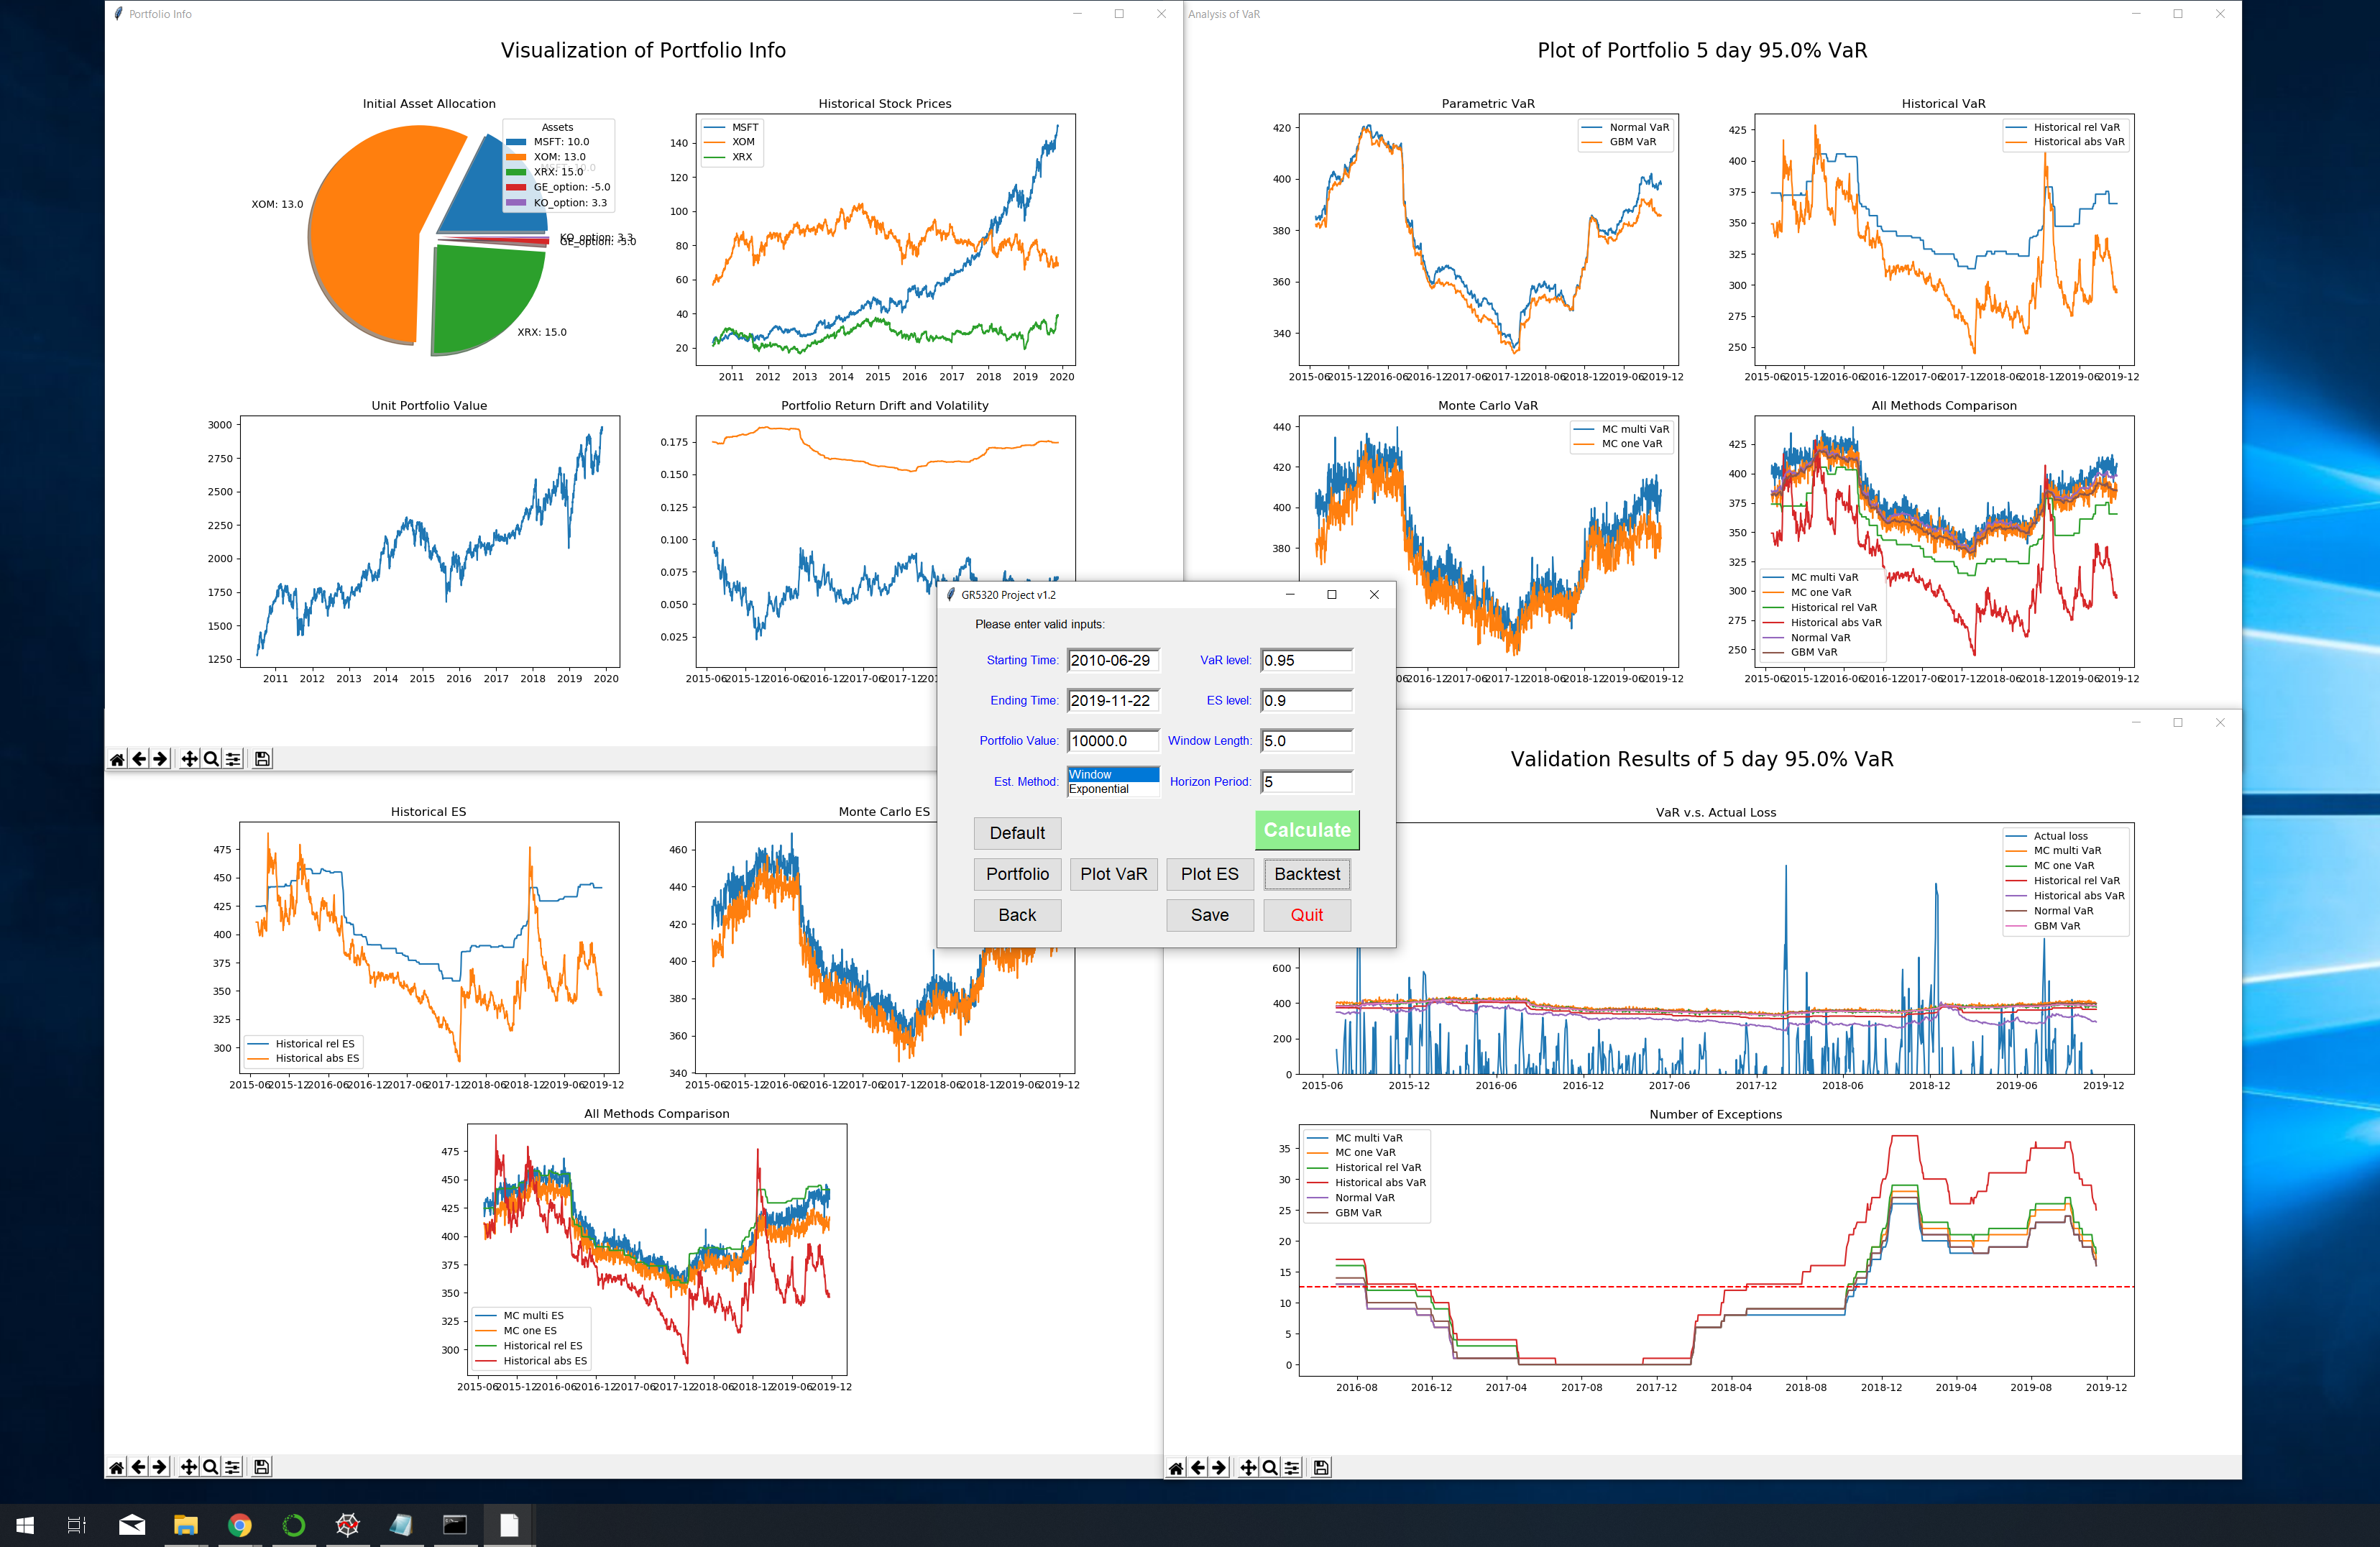 Portfolio Info
Visualization of Portfolio Info
Initial Asset Allocation
Assets
MSFT: 10.0
XOM: 13.0
XRX: 15.0
GE_option: -5.0
KO_option: 3.3
MSFT: 10.0
XOM: 13.0
KO_option: 3.3
GE_option: -5.0
XRX: 15.0
Historical Stock Prices
MSFT
XOM
XRX
140
120
100
80
60
40
20
2011 2012 2013 2014 2015 2016 2017 2018 2019 2020
Unit Portfolio Value
3000
2750
2500
2250
2000
1750
1500
1250
2011 2012 2013 2014 2015 2016 2017 2018 2019 2020
Portfolio Return Drift and Volatility
0.175
0.150
0.125
0.100
0.075
0.050
0.025
2015-06 2015-12 2016-06 2016-12 2017-06 2017-12
Analysis of VaR
Plot of Portfolio 5 day 95.0% VaR
Parametric VaR
Normal VaR
GBM VaR
420
400
380
360
340
2015-06 2015-12 2016-06 2016-12 2017-06 2017-12 2018-06 2018-12 2019-06 2019-12
Historical VaR
Historical rel VaR
Historical abs VaR
425
400
375
350
325
300
275
250
2015-06 2015-12 2016-06 2016-12 2017-06 2017-12 2018-06 2018-12 2019-06 2019-12
Monte Carlo VaR
MC multi VaR
MC one VaR
440
420
400
380
2016-12 2017-06 2017-12 2018-06 2018-12 2019-06 2019-12
All Methods Comparison
425
400
375
350
325
300
275
250
MC multi VaR
MC one VaR
Historical rel VaR
Historical abs VaR
Normal VaR
GBM VaR
2015-06 2015-12 2016-06 2016-12 2017-06 2017-12 2018-06 2018-12 2019-06 2019-12
GR5320 Project v1.2
Please enter valid inputs:
Starting Time: 2010-06-29 VaR level: 0.95
Ending Time: 2019-11-22 ES level: 0.9
Portfolio Value: 10000.0 Window Length: 5.0
Est. Method: Window Horizon Period: 5
Exponential
Default Calculate
Portfolio Plot VaR Plot ES Backtest
Back Save Quit
Historical ES
475
450
425
400
375
350
325
300
Historical rel ES
Historical abs ES
2015-06 2015-12 2016-06 2016-12 2017-06 2017-12 2018-06 2018-12 2019-06 2019-12
Monte Carlo ES
460
440
420
400
380
360
340
2015-06 2015-12 2016-06 2016-12 2017-06 2017-12 2018-06 2018-12 2019-06 2019-12
All Methods Comparison
475
450
425
400
375
350
325
300
MC multi ES
MC one ES
Historical rel ES
Historical abs ES
2015-06 2015-12 2016-06 2016-12 2017-06 2017-12 2018-06 2018-12 2019-06 2019-12
Validation Results of 5 day 95.0% VaR
VaR v.s. Actual Loss
Actual loss
MC multi VaR
MC one VaR
Historical rel VaR
Historical abs VaR
Normal VaR
GBM VaR
600
400
200
0
2015-06 2015-12 2016-06 2016-12 2017-06 2017-12 2018-06 2018-12 2019-06 2019-12
Number of Exceptions
MC multi VaR
MC one VaR
Historical rel VaR
Historical abs VaR
Normal VaR
GBM VaR
35
30
25
20
15
10
5
0
2016-08 2016-12 2017-04 2017-08 2017-12 2018-04 2018-08 2018-12 2019-04 2019-08 2019-12